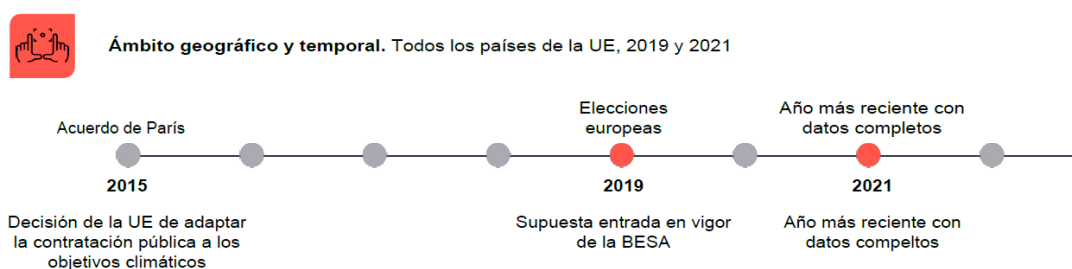 Ámbito geográfico y temporal. Todos los países de la UE, 2019 y 2021
Elecciones
europeas
Año más reciente con
datos completos
Acuerdo de París
2015
2019
2021
Decisión de la UE de adaptar
la contratación pública a los
objetivos climáticos
Supuesta entrada en vigor
de la BESA
Año más reciente con
datos compeltos